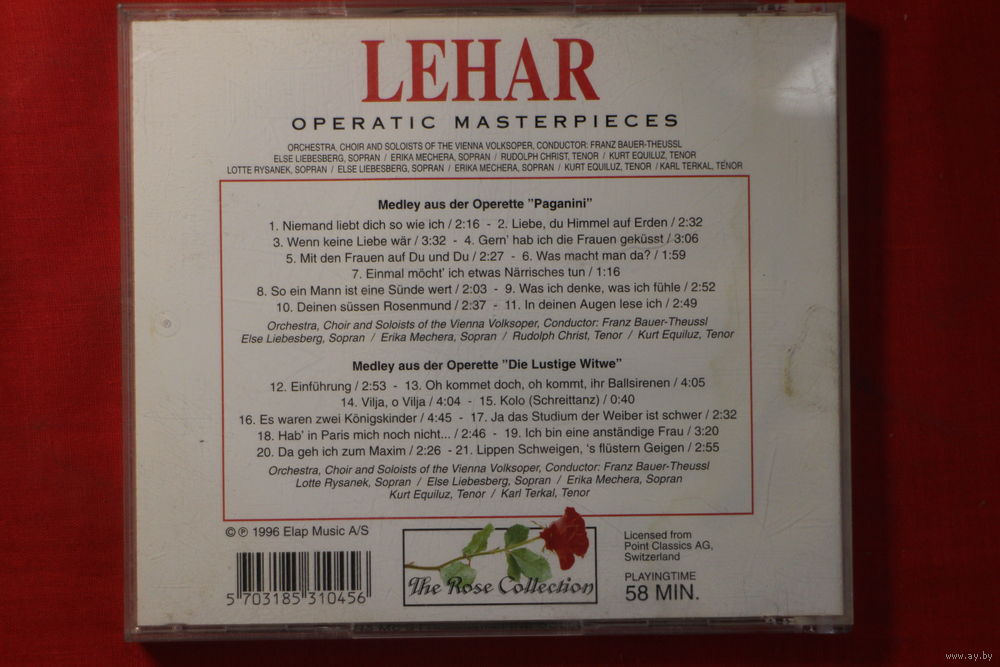 LEHAR
OPERATIC MASTERPIECES
ORCHESTRA, CHOIR AND SOLOISTS OF THE VIENNA VOLKSOPER, CONDUCTOR: FRANZ BAUER-THEUSSL
ELSE LIEBESBERG, SOPRAN / ERIKA MECHERA, SOPRAN / RUDOLPH CHRIST, TENOR / KURT EQUILUZ, TENOR
LOTTE RYSANEK, SOPRAN / ELSE LIEBESBERG, SOPRAN / ERIKA MECHERA, SOPRAN / KURT EQUILUZ, TENOR / KARL TERKAL, TENOR
Medley aus der Operette "Paganini"
1. Niemand liebt dich so wie ich / 2:16 - 2. Liebe, du Himmel auf Erden / 2:32
3. Wenn keine Liebe wär / 3:32 - 4. Gern' hab ich die Frauen geküsst / 3:06
5. Mit den Frauen auf Du und Du / 2:27 - 6. Was macht man da? / 1:59
7. Einmal möcht' ich etwas Närrisches tun / 1:16
8. So ein Mann ist eine Sünde wert / 2:03 - 9. Was ich denke, was ich fühle / 2:52
10. Deinen süssen Rosenmund / 2:37 - 11. In deinen Augen lese ich / 2:49
Orchestra, Choir and Soloists of the Vienna Volksoper, Conductor: Franz Bauer-Theussl
Else Liebesberg, Sopran / Erika Mechera, Sopran / Rudolph Christ, Tenor / Kurt Equiluz, Tenor
Medley aus der Operette "Die Lustige Witwe"
12. Einführung / 2:53 - 13. Oh kommet doch, oh kommt, ihr Ballsirenen / 4:05
14. Vilja, o Vilja / 4:04 - 15. Kolo (Schreittanz) / 0:40
16. Es waren zwei Königskinder / 4:45 - 17. Ja das Studium der Weiber ist schwer / 2:32
18. Hab' in Paris mich noch nicht... / 2:46 - 19. Ich bin eine anständige Frau / 3:20
20. Da geh ich zum Maxim / 2:26 - 21. Lippen Schweigen, 's flüstern Geigen / 2:55
Orchestra, Choir and Soloists of the Vienna Volksoper, Conductor: Franz Bauer-Theussl
Lotte Rysanek, Sopran / Else Liebesberg, Sopran / Erika Mechera, Sopran
Kurt Equiluz, Tenor / Karl Terkal, Tenor
© ℗ 1996 Elap Music A/S
5 703185 310456
The Rose Collection
Licensed from
Point Classics AG,
Switzerland
PLAYINGTIME
58 MIN.
www.ay.by